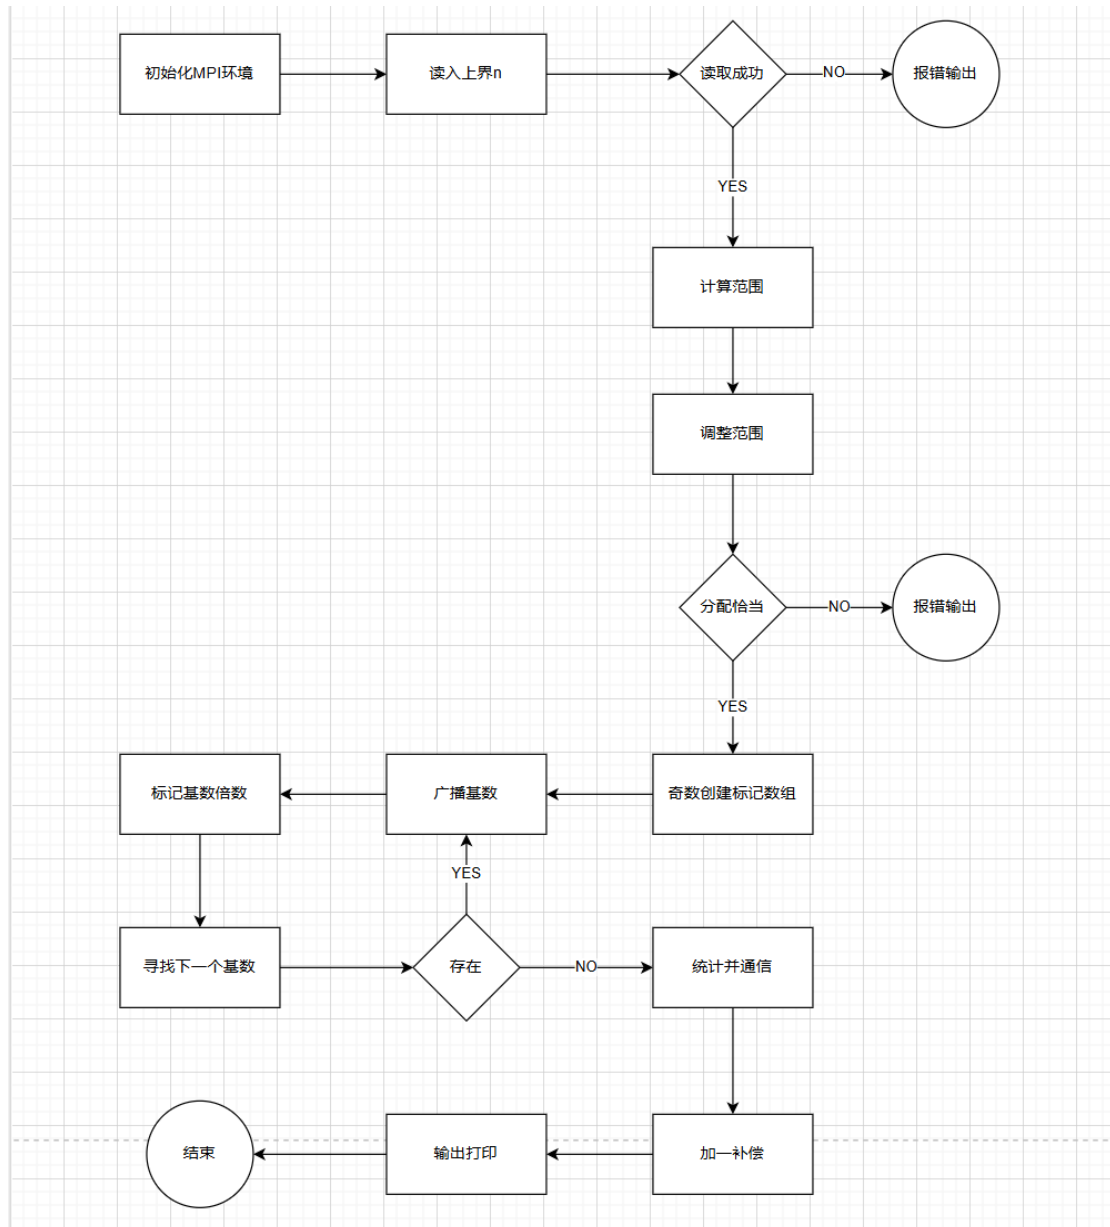 初始化MPI环境
读入上界n
读取成功
NO
报错输出
YES
计算范围
调整范围
分配恰当
NO
报错输出
YES
奇数创建标记数组
广播基数
标记基数倍数
YES
寻找下一个基数
存在
NO
统计并通信
加一补偿
输出打印
结束